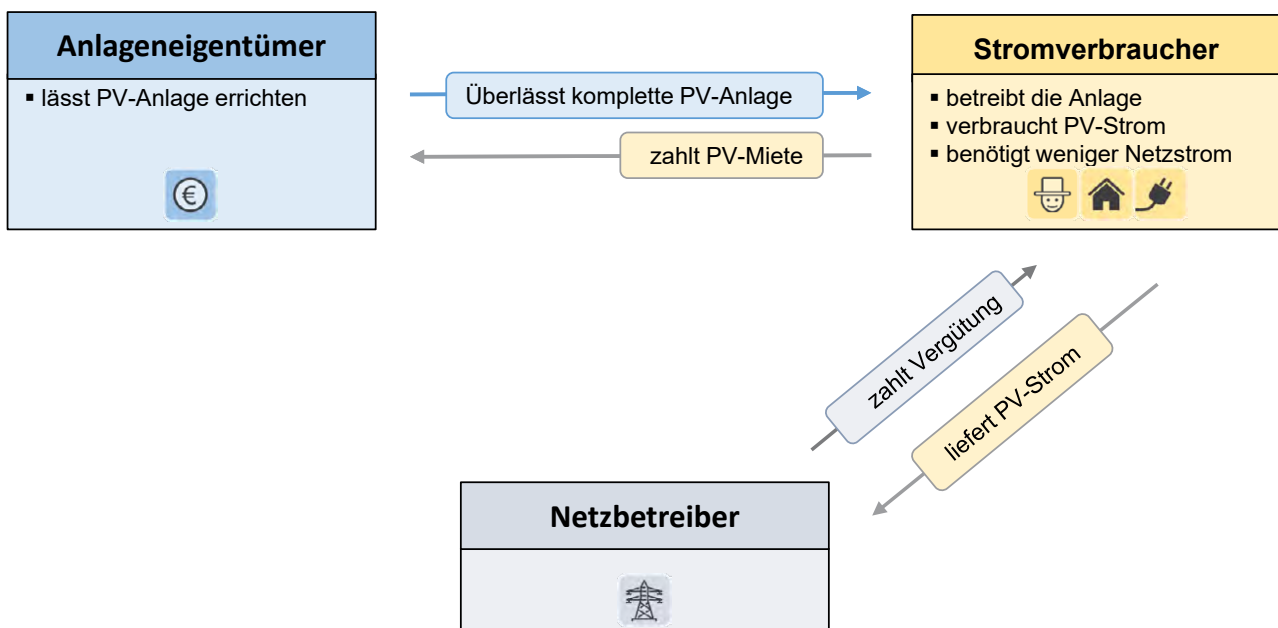 Anlageneigentümer
▪ lässt PV-Anlage errichten
€
Überlässt komplette PV-Anlage
zahlt PV-Miete
Stromverbraucher
▪ betreibt die Anlage
▪ verbraucht PV-Strom
▪ benötigt weniger Netzstrom
zahlt Vergütung
liefert PV-Strom
Netzbetreiber